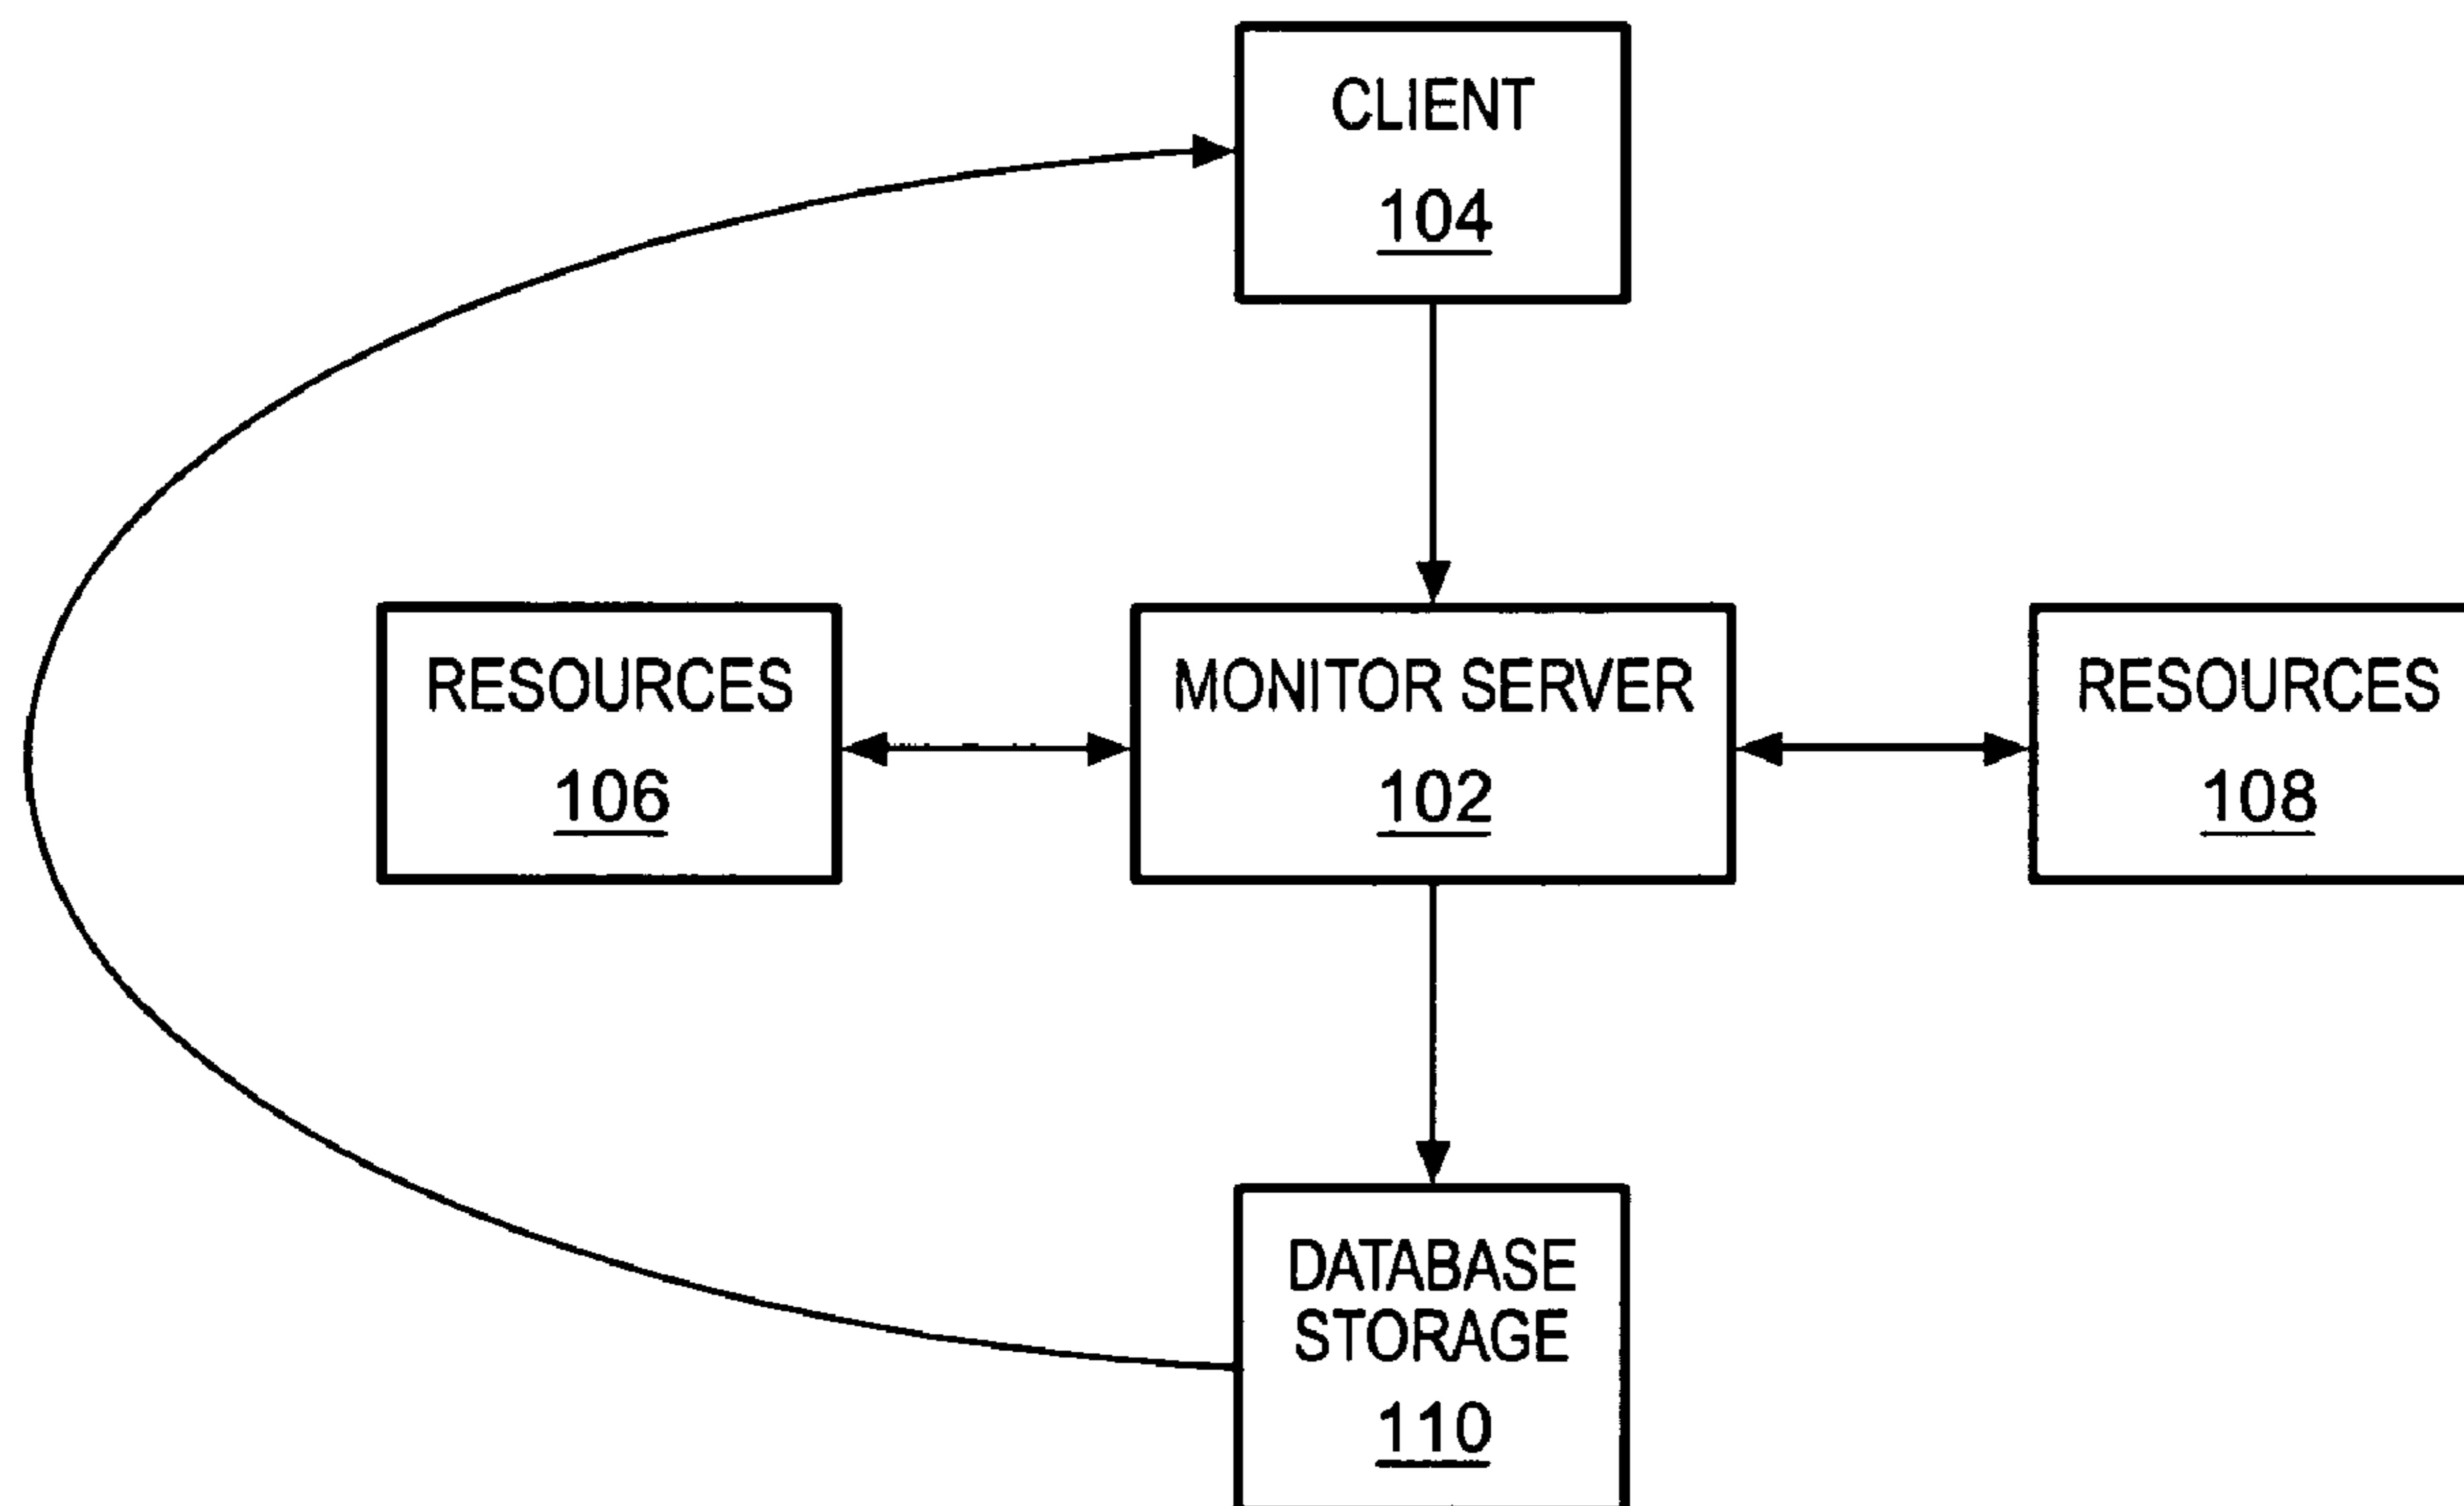 CLIENT
104
RESOURCES
106
MONITOR SERVER
102
RESOURCES
108
DATABASE
STORAGE
110